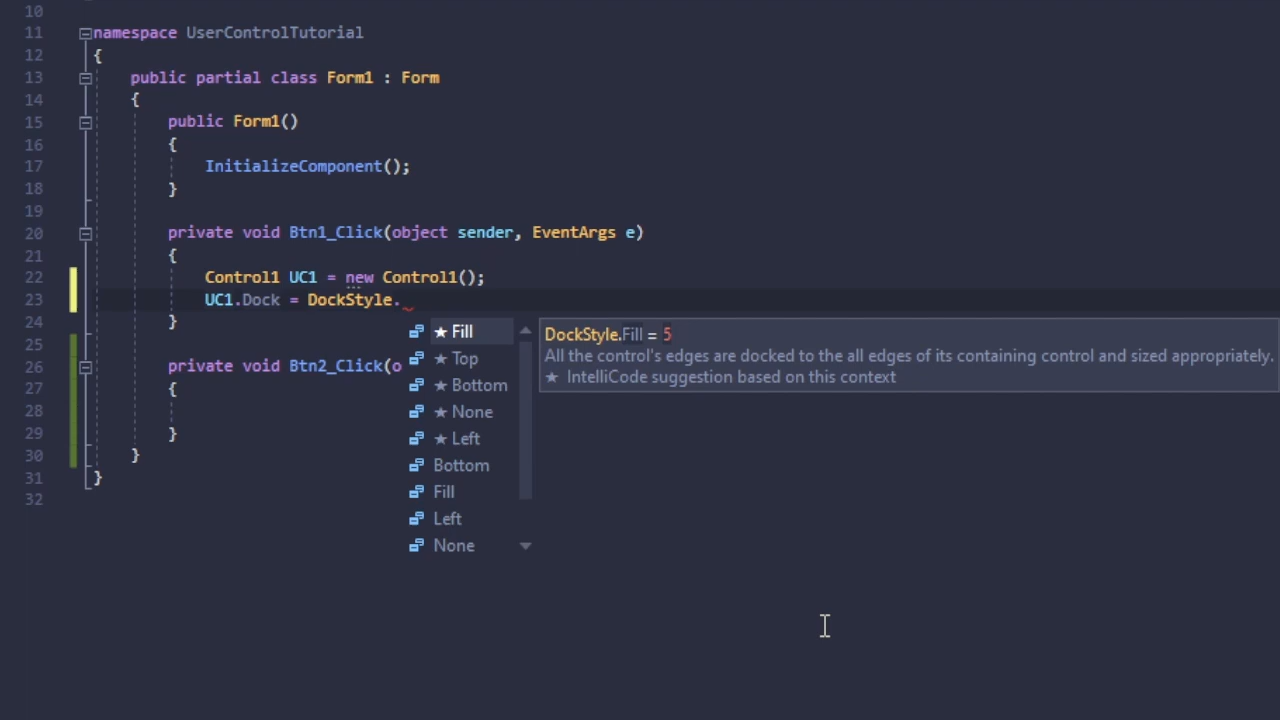 10
11 namespace UserControlTutorial
12 {
13 public partial class Form1 : Form
14 {
15 public Form1()
16 {
17 InitializeComponent();
18 }
19
20 private void Btn1_Click(object sender, EventArgs e)
21 {
22 Control1 UC1 = new Control1();
23 UC1.Dock = DockStyle.
24 }
25
26 private void Btn2_Click(o
27 {
28
29 }
30 }
31 }
32
★ Fill
★ Top
★ Bottom
★ None
★ Left
Bottom
Fill
Left
None
DockStyle.Fill = 5
All the control's edges are docked to the all edges of its containing control and sized appropriately.
★ IntelliCode suggestion based on this context